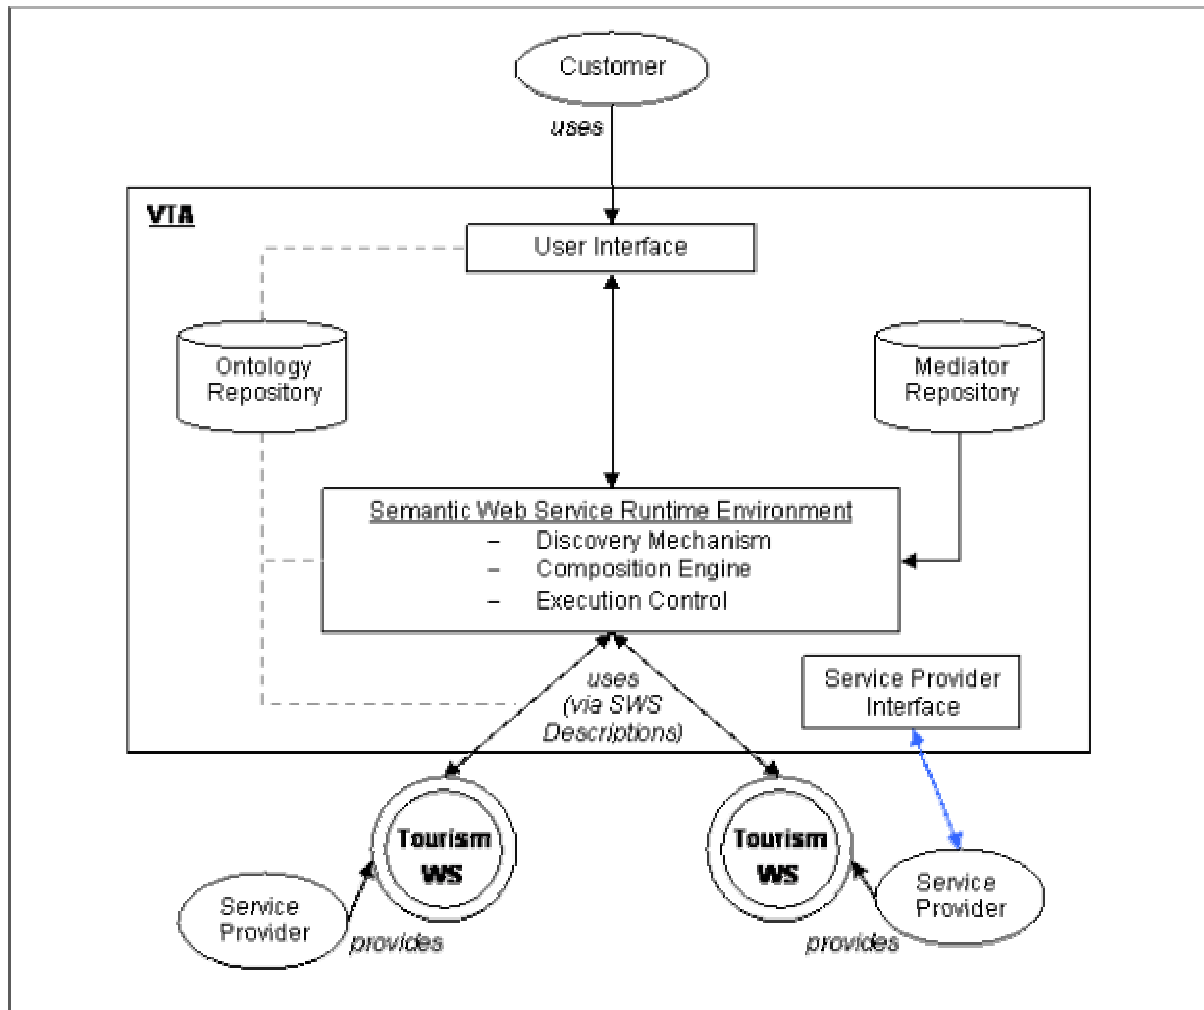 Customer
uses
VTA
User Interface
Ontology
Repository
Mediator
Repository
Semantic Web Service Runtime Environment
– Discovery Mechanism
– Composition Engine
– Execution Control
uses
(via SWS
Descriptions)
Service Provider
Interface
Tourism
WS
Tourism
WS
Service
Provider
provides
Service
Provider
provides